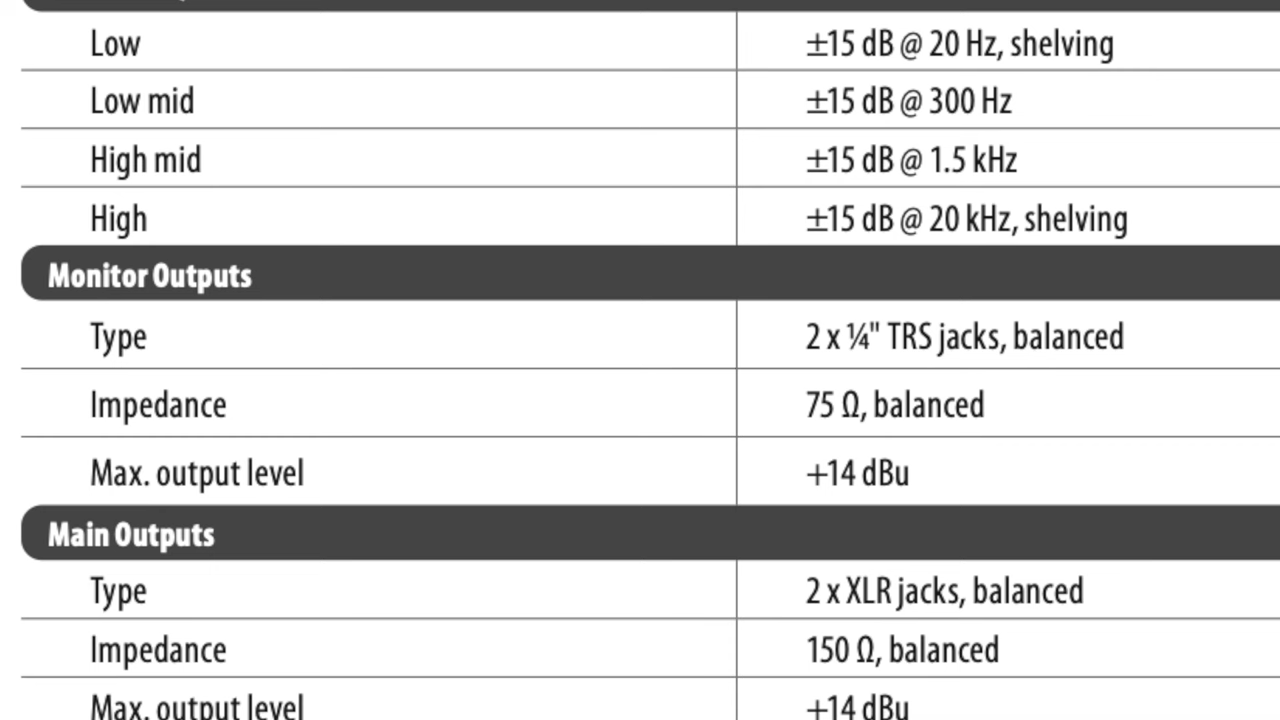 Low ±15 dB @ 20 Hz, shelving
Low mid ±15 dB @ 300 Hz
High mid ±15 dB @ 1.5 kHz
High ±15 dB @ 20 kHz, shelving
Monitor Outputs
Type 2 x ¼" TRS jacks, balanced
Impedance 75 Ω, balanced
Max. output level +14 dBu
Main Outputs
Type 2 x XLR jacks, balanced
Impedance 150 Ω, balanced
Max. output level +14 dBu